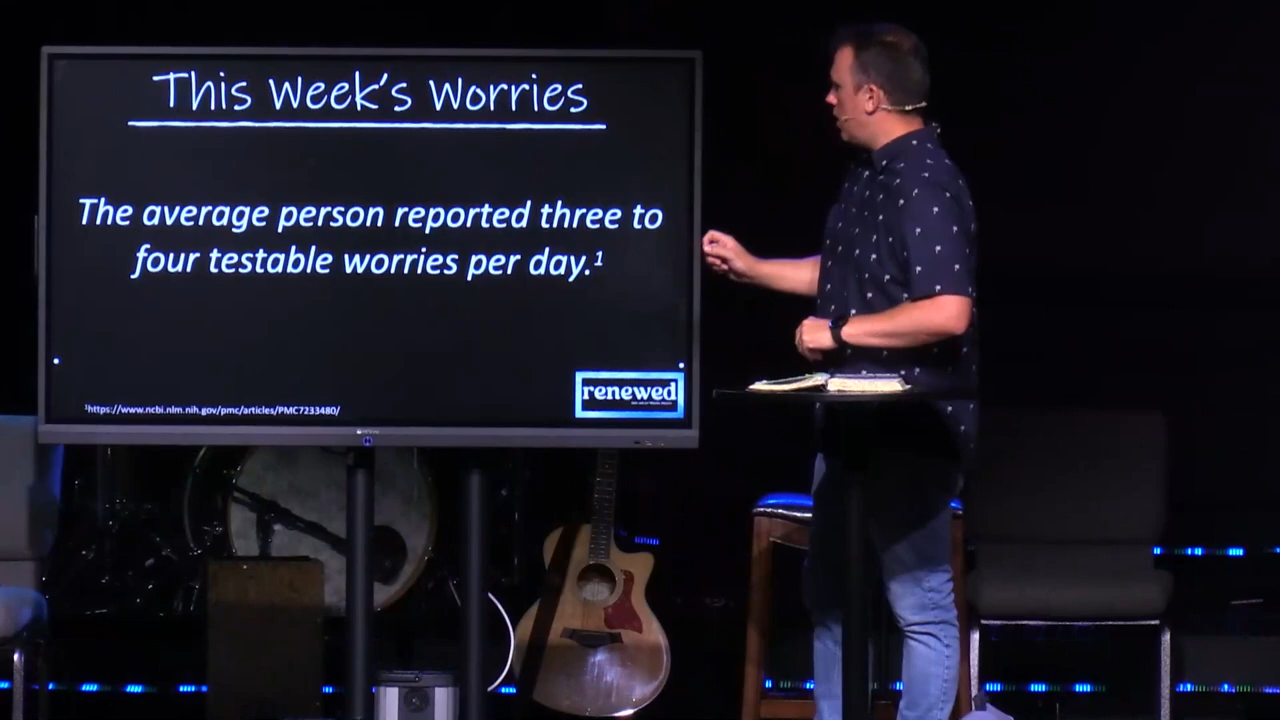 This Week's Worries
The average person reported three to
four testable worries per day.¹
¹https://www.ncbi.nlm.nih.gov/pmc/articles/PMC7233480/
renewed